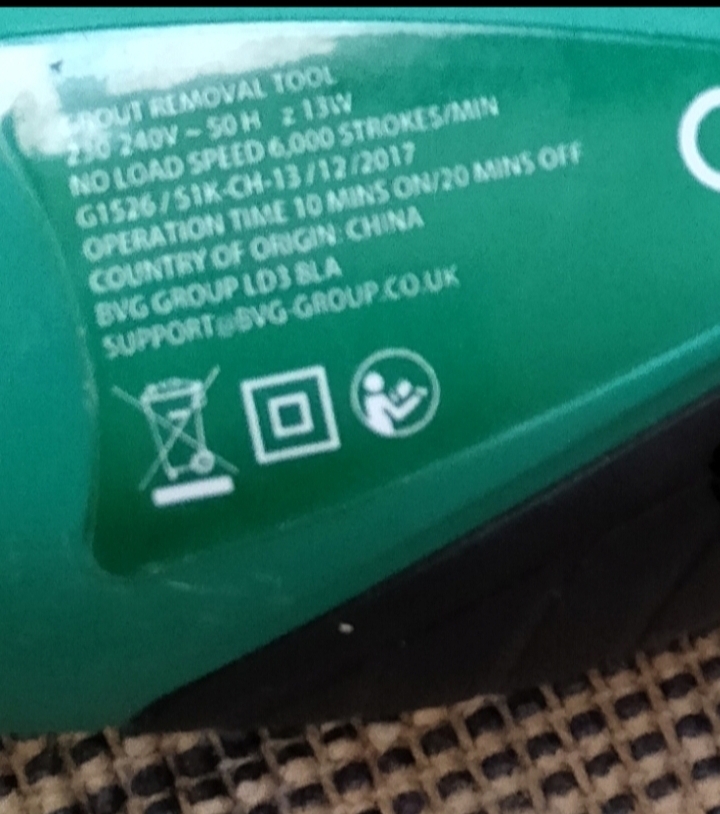 GROUT REMOVAL TOOL
230 240V ~ 50 H z 13W
NO LOAD SPEED 6,000 STROKES/MIN
G1526 / S1K-CH-13 / 12 / 2017
OPERATION TIME 10 MINS ON/20 MINS OFF
COUNTRY OF ORIGIN: CHINA
BVG GROUP LD3 8LA
SUPPORT@BVG-GROUP.CO.UK